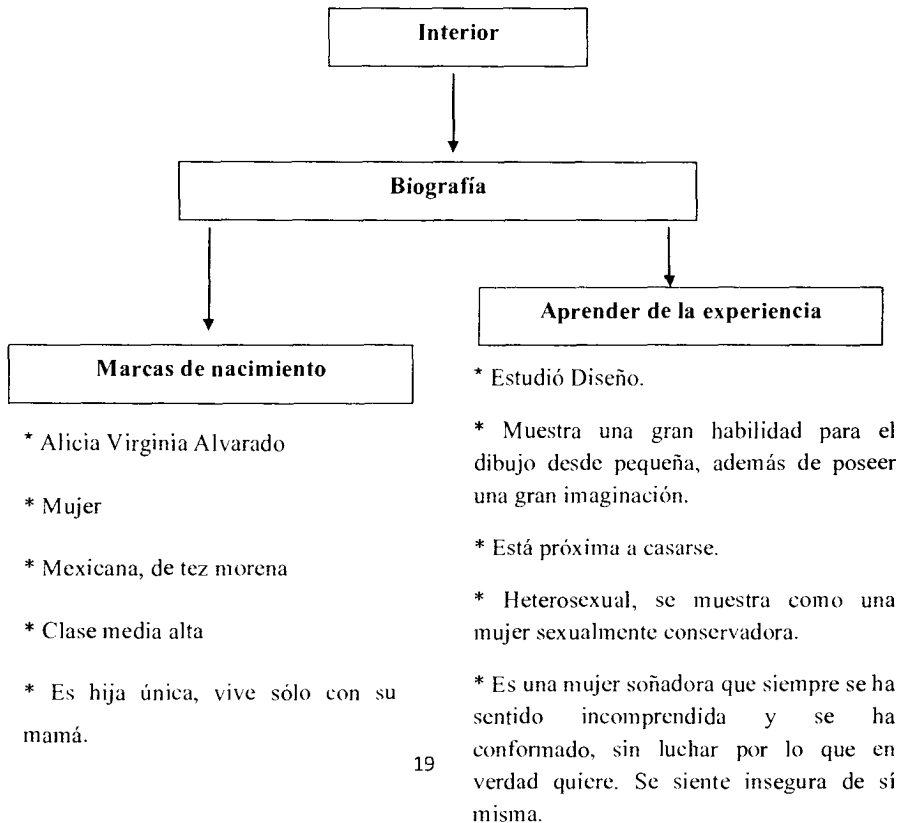 Interior
Biografía
Marcas de nacimiento
* Alicia Virginia Alvarado
* Mujer
* Mexicana, de tez morena
* Clase media alta
* Es hija única, vive sólo con su
mamá.
Aprender de la experiencia
* Estudió Diseño.
* Muestra una gran habilidad para el
dibujo desde pequeña, además de poseer
una gran imaginación.
* Está próxima a casarse.
* Heterosexual, se muestra como una
mujer sexualmente conservadora.
* Es una mujer soñadora que siempre se ha
sentido incomprendida y se ha
conformado, sin luchar por lo que en
verdad quiere. Se siente insegura de sí
misma.
19